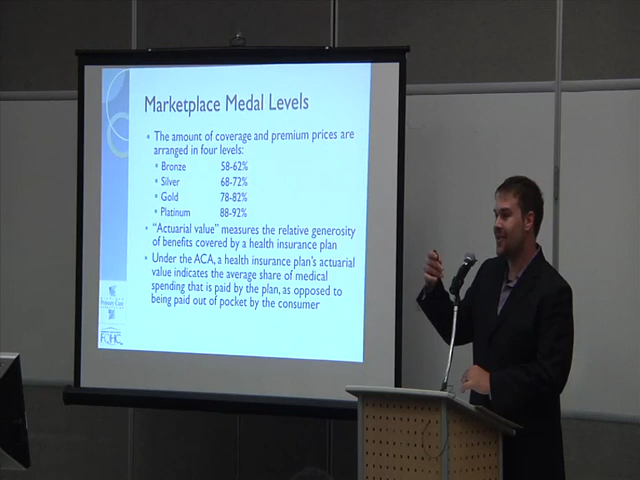 Marketplace Medal Levels
• The amount of coverage and premium prices are
arranged in four levels:
• Bronze 58-62%
• Silver 68-72%
• Gold 78-82%
• Platinum 88-92%
• "Actuarial value" measures the relative generosity
of benefits covered by a health insurance plan
• Under the ACA, a health insurance plan's actuarial
value indicates the average share of medical
spending that is paid by the plan, as opposed to
being paid out of pocket by the consumer
Primary Care
FQHC